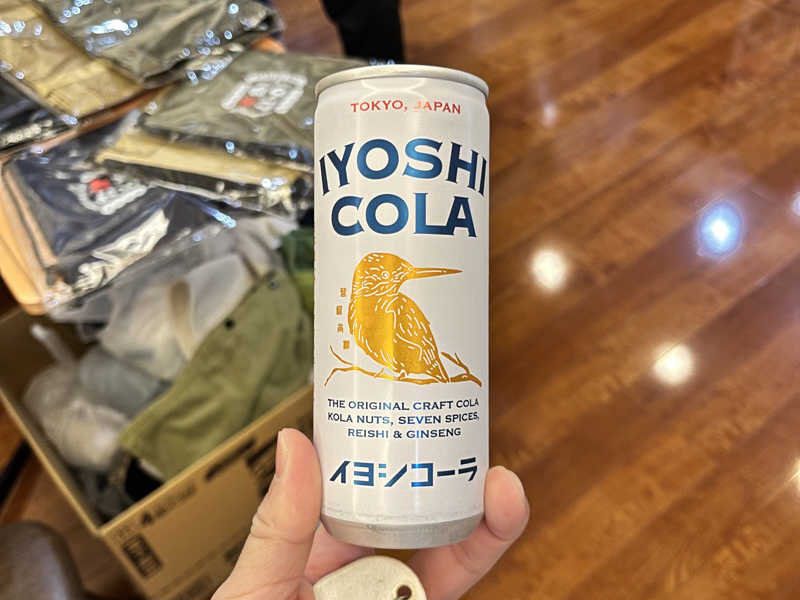 TOKYO, JAPAN
IYOSHI
COLA
THE ORIGINAL CRAFT COLA
KOLA NUTS, SEVEN SPICES,
REISHI & GINSENG
イヨシコーラ